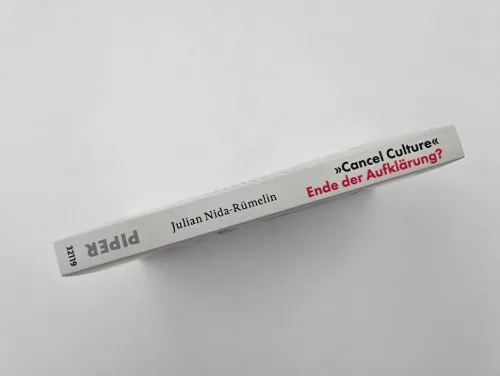 »Cancel Culture«
Ende der Aufklärung?
Julian Nida-Rümelin
PIPER
32119